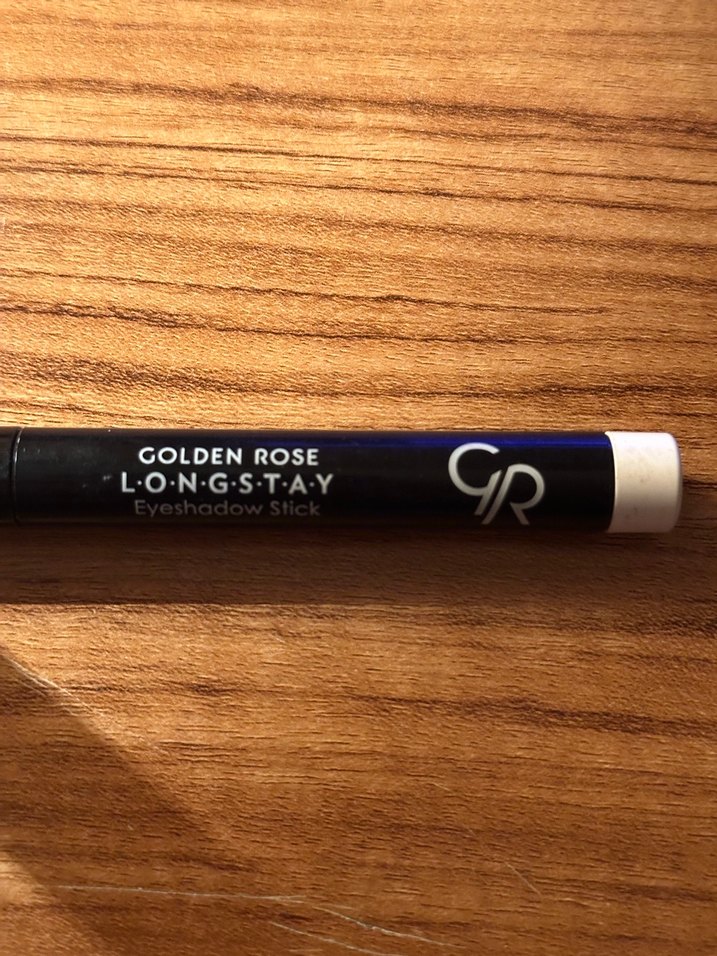 GOLDEN ROSE
L·O·N·G·S·T·A·Y
Eyeshadow Stick
GR